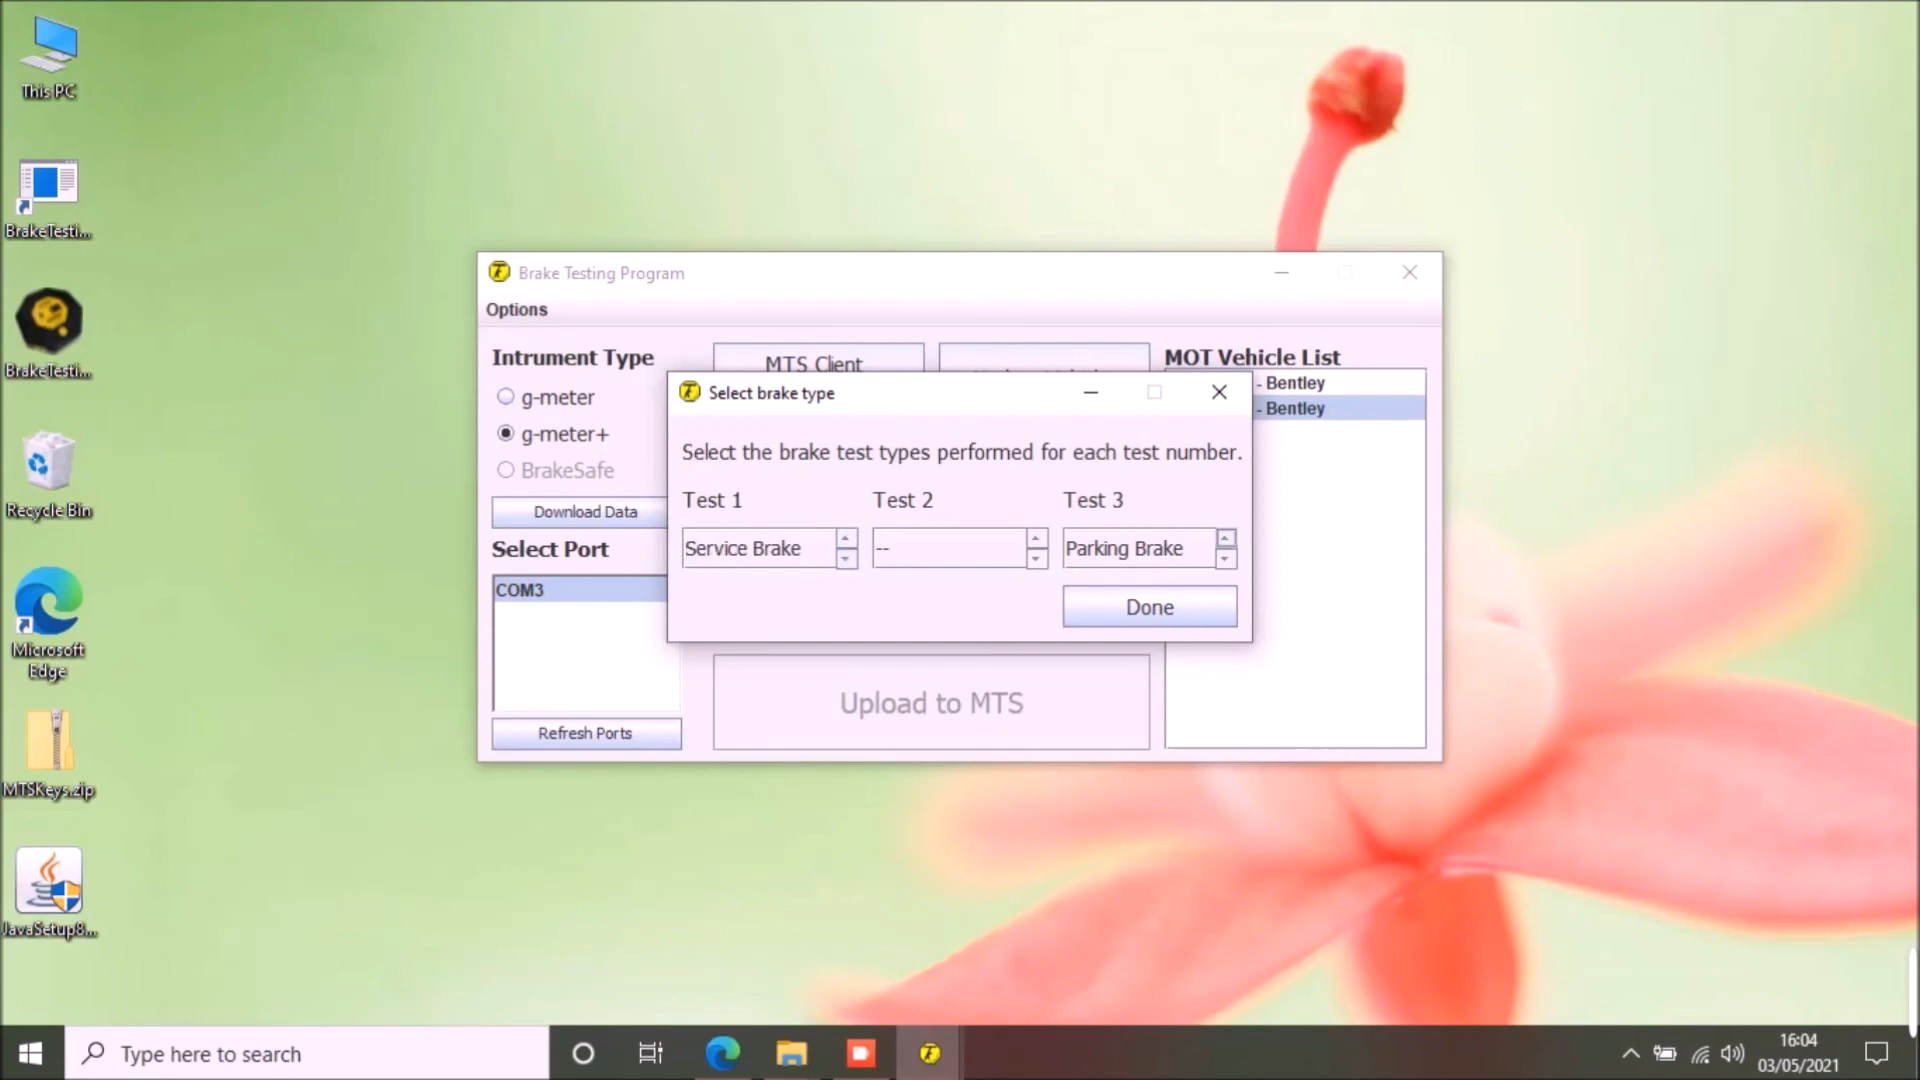 This PC
BrakeTesti...
BrakeTesti...
Recycle Bin
Microsoft
Edge
MTSKeys.zip
JavaSetup8...
Brake Testing Program
Options
Intrument Type
g-meter
g-meter+
BrakeSafe
Download Data
Select Port
COM3
Refresh Ports
MTS Client
MOT Vehicle List
- Bentley
- Bentley
Select brake type
Select the brake test types performed for each test number.
Test 1 Test 2 Test 3
Service Brake -- Parking Brake
Done
Upload to MTS
Type here to search
16:04
03/05/2021